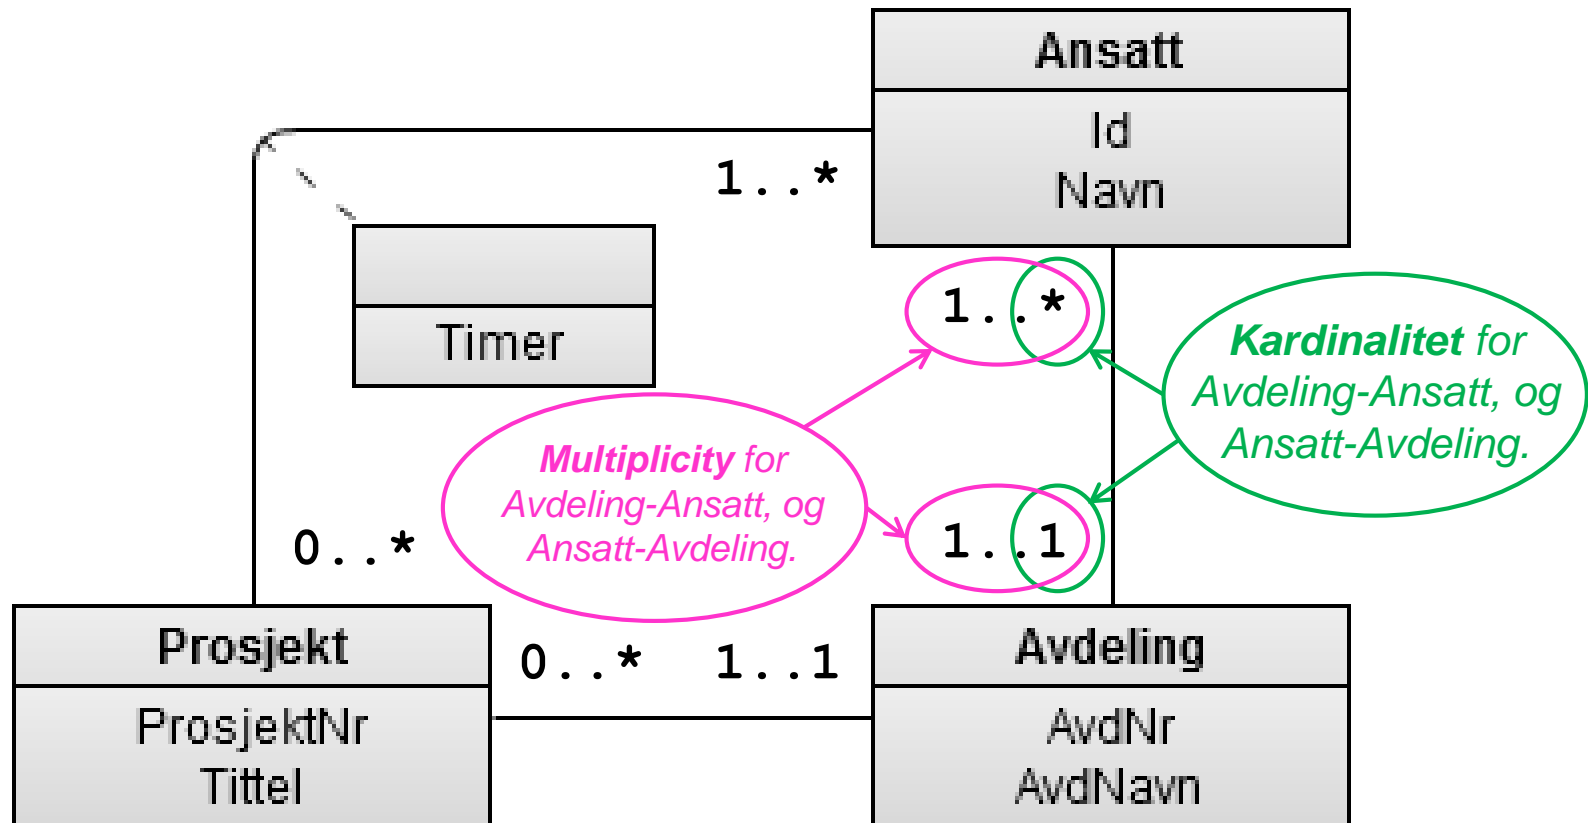 Ansatt
Id
Navn
1..*
Timer
1..*
Kardinalitet for
Avdeling-Ansatt, og
Ansatt-Avdeling.
Multiplicity for
Avdeling-Ansatt, og
Ansatt-Avdeling.
0..*
1..1
Prosjekt
ProsjektNr
Tittel
0..* 1..1
Avdeling
AvdNr
AvdNavn